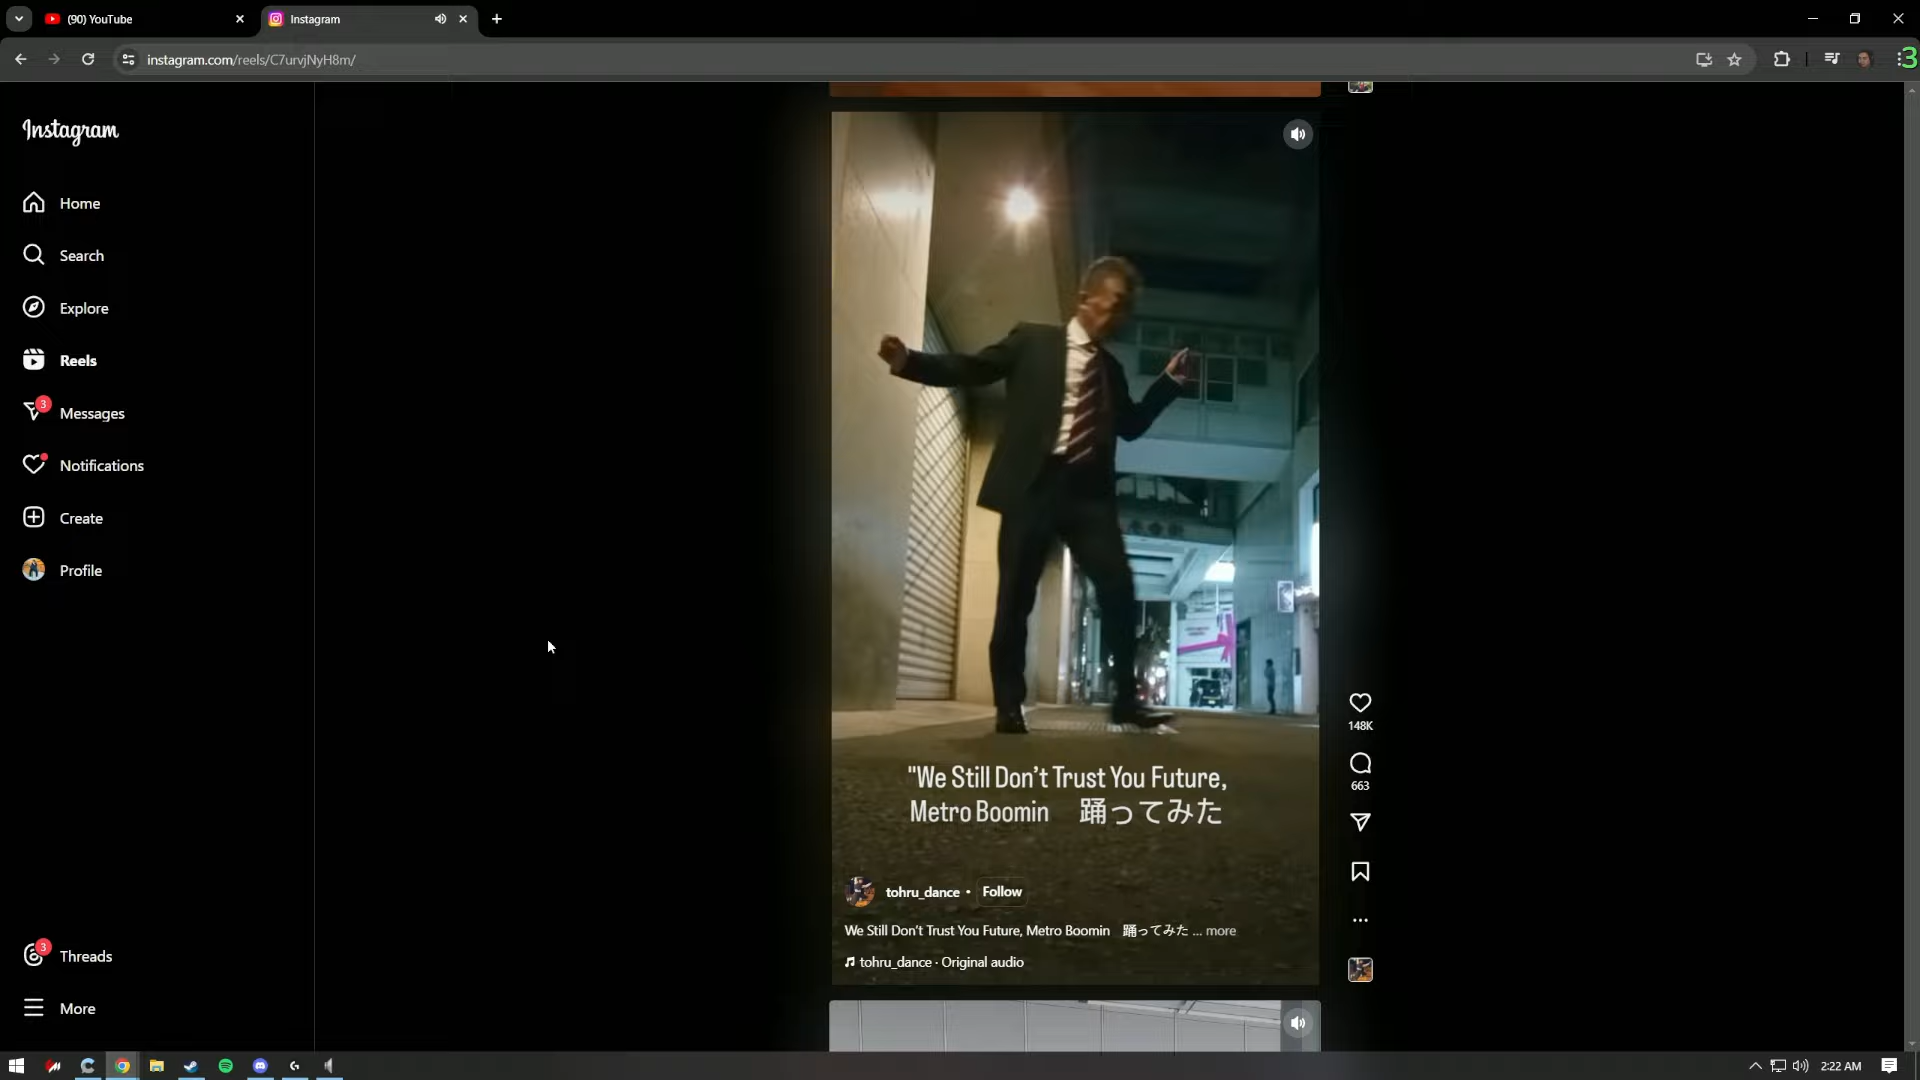 (90) YouTube
Instagram
instagram.com/reels/C7urvjNyH8m/
3
Instagram
Home
Search
Explore
Reels
3
Messages
Notifications
Create
Profile
3
Threads
More
"We Still Don't Trust You Future,
Metro Boomin 踊ってみた
tohru_dance • Follow
We Still Don't Trust You Future, Metro Boomin 踊ってみた ... more
tohru_dance · Original audio
148K
663
2:22 AM